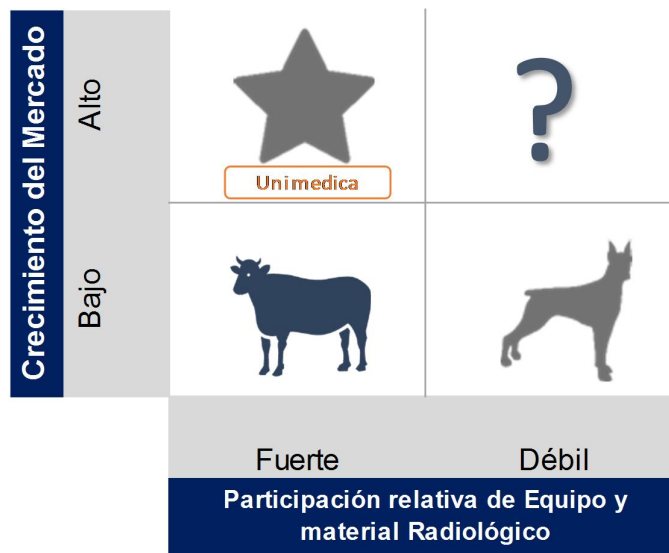 Crecimiento del Mercado
Alto
?
Unimedica
Bajo
Fuerte
Débil
Participación relativa de Equipo y
material Radiológico